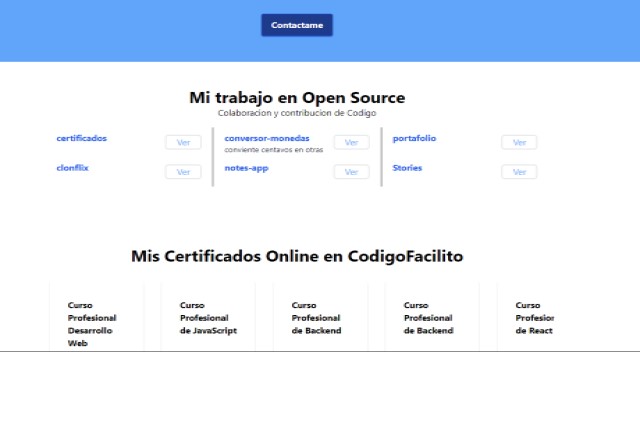 Contactame
Mi trabajo en Open Source
Colaboracion y contribucion de Codigo
certificados
Ver
conversor-monedas
Ver
conviente centavos en otras
portafolio
Ver
clonflix
Ver
notes-app
Ver
Stories
Ver
Mis Certificados Online en CodigoFacilito
Curso
Profesional
Desarrollo
Web
Curso
Profesional
de JavaScript
Curso
Profesional
de Backend
Curso
Profesional
de Backend
Curso
Profesior
de React